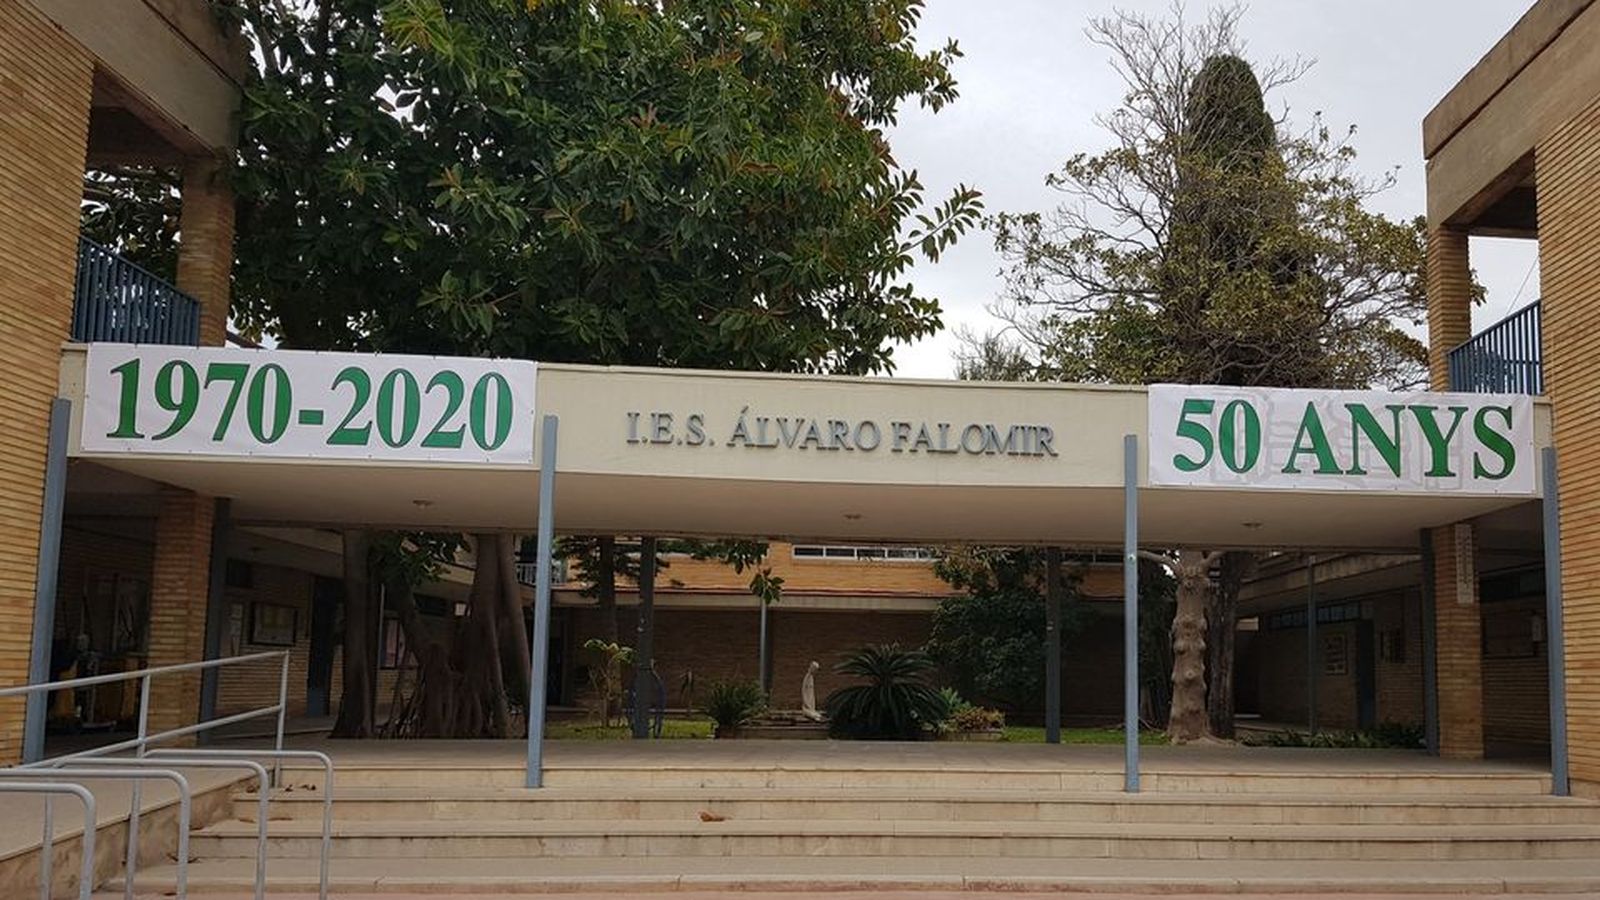 1970-2020
I.E.S. ÁLVARO FALOMIR
50 ANYS